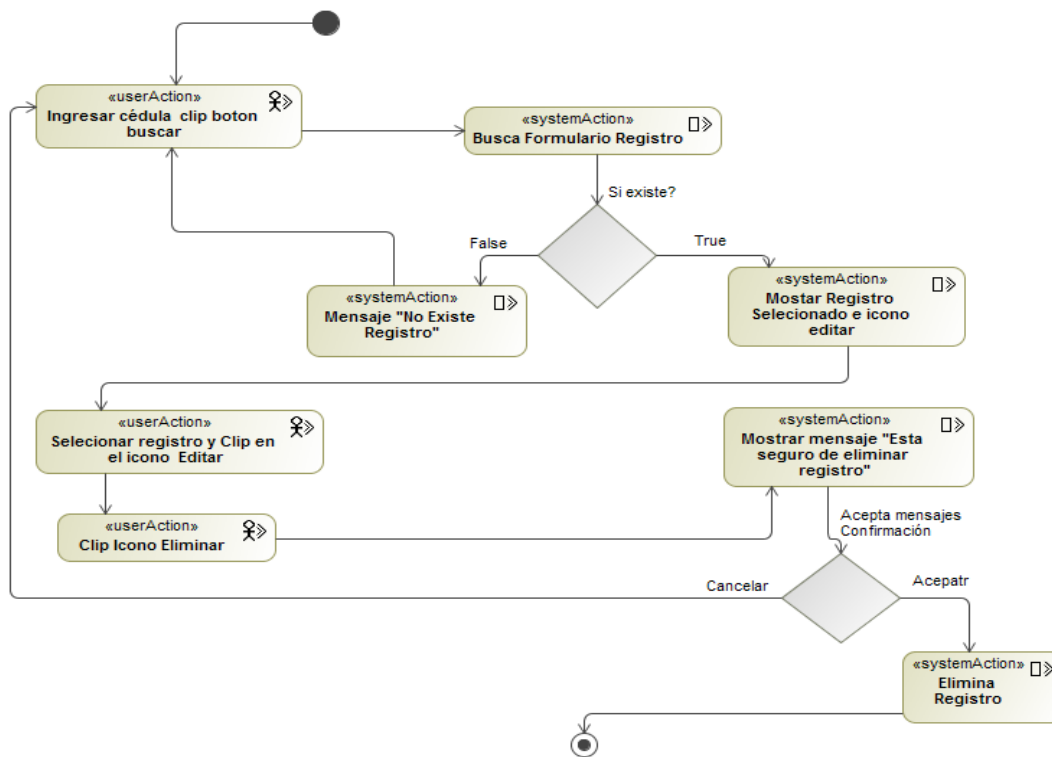 «userAction»
Ingresar cédula  clip boton
buscar
«systemAction»
Busca Formulario Registro
Si existe?
False
True
«systemAction»
Mensaje "No Existe
Registro"
«systemAction»
Mostar Registro
Selecionado e icono
editar
«userAction»
Selecionar registro y Clip en
el icono  Editar
«systemAction»
Mostrar mensaje "Esta
seguro de eliminar
registro"
«userAction»
Clip Icono Eliminar
Acepta mensajes
Confirmación
Cancelar
Acepatr
«systemAction»
Elimina
Registro